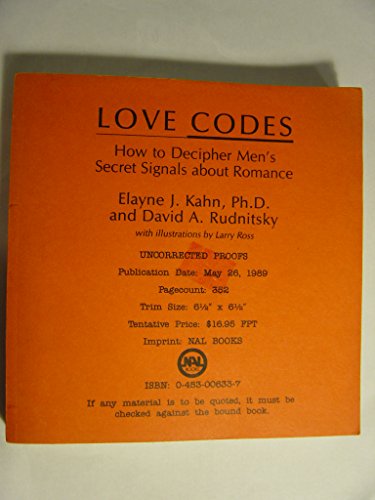 LOVE CODES
How to Decipher Men's
Secret Signals about Romance
Elayne J. Kahn, Ph.D.
and David A. Rudnitsky
with illustrations by Larry Ross
UNCORRECTED PROOFS
Publication Date: May 26, 1989
Pagecount: 352
Trim Size: 6⅛" x 6⅛"
Tentative Price: $16.95 FPT
Imprint: NAL BOOKS
NAL
BOOKS
ISBN: 0-453-00633-7
If any material is to be quoted, it must be
checked against the bound book.